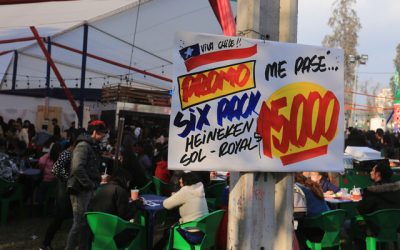 VIVA CHILE!!
PROMO
ME PASE...
SIX PACK
HEINEKEN
SOL - ROYAL
$5000